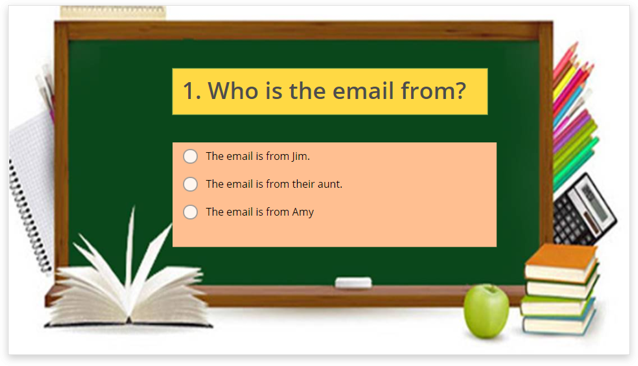 1. Who is the email from?
The email is from Jim.
The email is from their aunt.
The email is from Amy